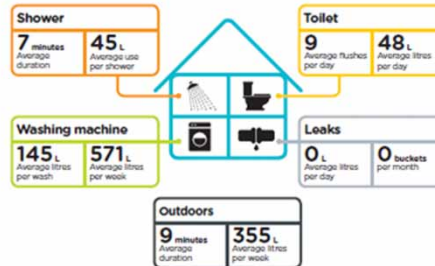 Shower
7 minutes
Average
duration
45 L
Average use
per shower
Toilet
9
Average flushes
per day
48 L
Average litres
per day
Washing machine
145 L
Average litres
per wash
571 L
Average litres
per week
Leaks
0 L
Average litres
per day
0 buckets
per month
Outdoors
9 minutes
Average
duration
355 L
Average litres
per week